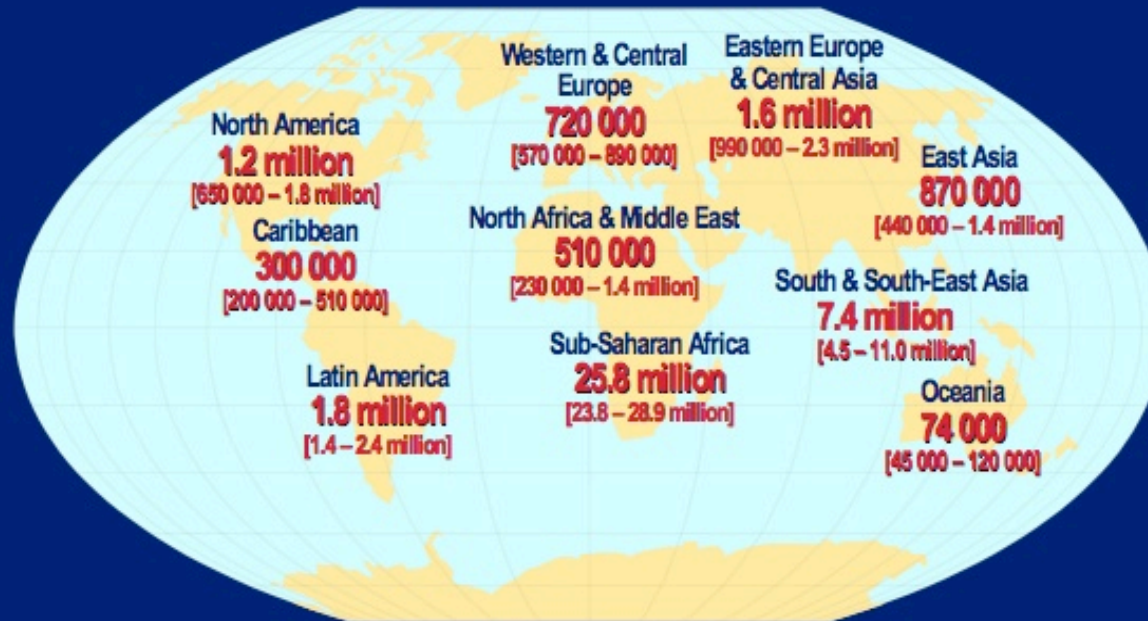 Western & Central
Europe
720 000
[570 000 – 890 000]
Eastern Europe
& Central Asia
1.6 million
[990 000 – 2.3 million]
North America
1.2 million
[650 000 – 1.8 million]
East Asia
870 000
[440 000 – 1.4 million]
Caribbean
300 000
[200 000 – 510 000]
North Africa & Middle East
510 000
[230 000 – 1.4 million]
South & South-East Asia
7.4 million
[4.5 – 11.0 million]
Sub-Saharan Africa
25.8 million
[23.8 – 28.9 million]
Latin America
1.8 million
[1.4 – 2.4 million]
Oceania
74 000
[45 000 – 120 000]